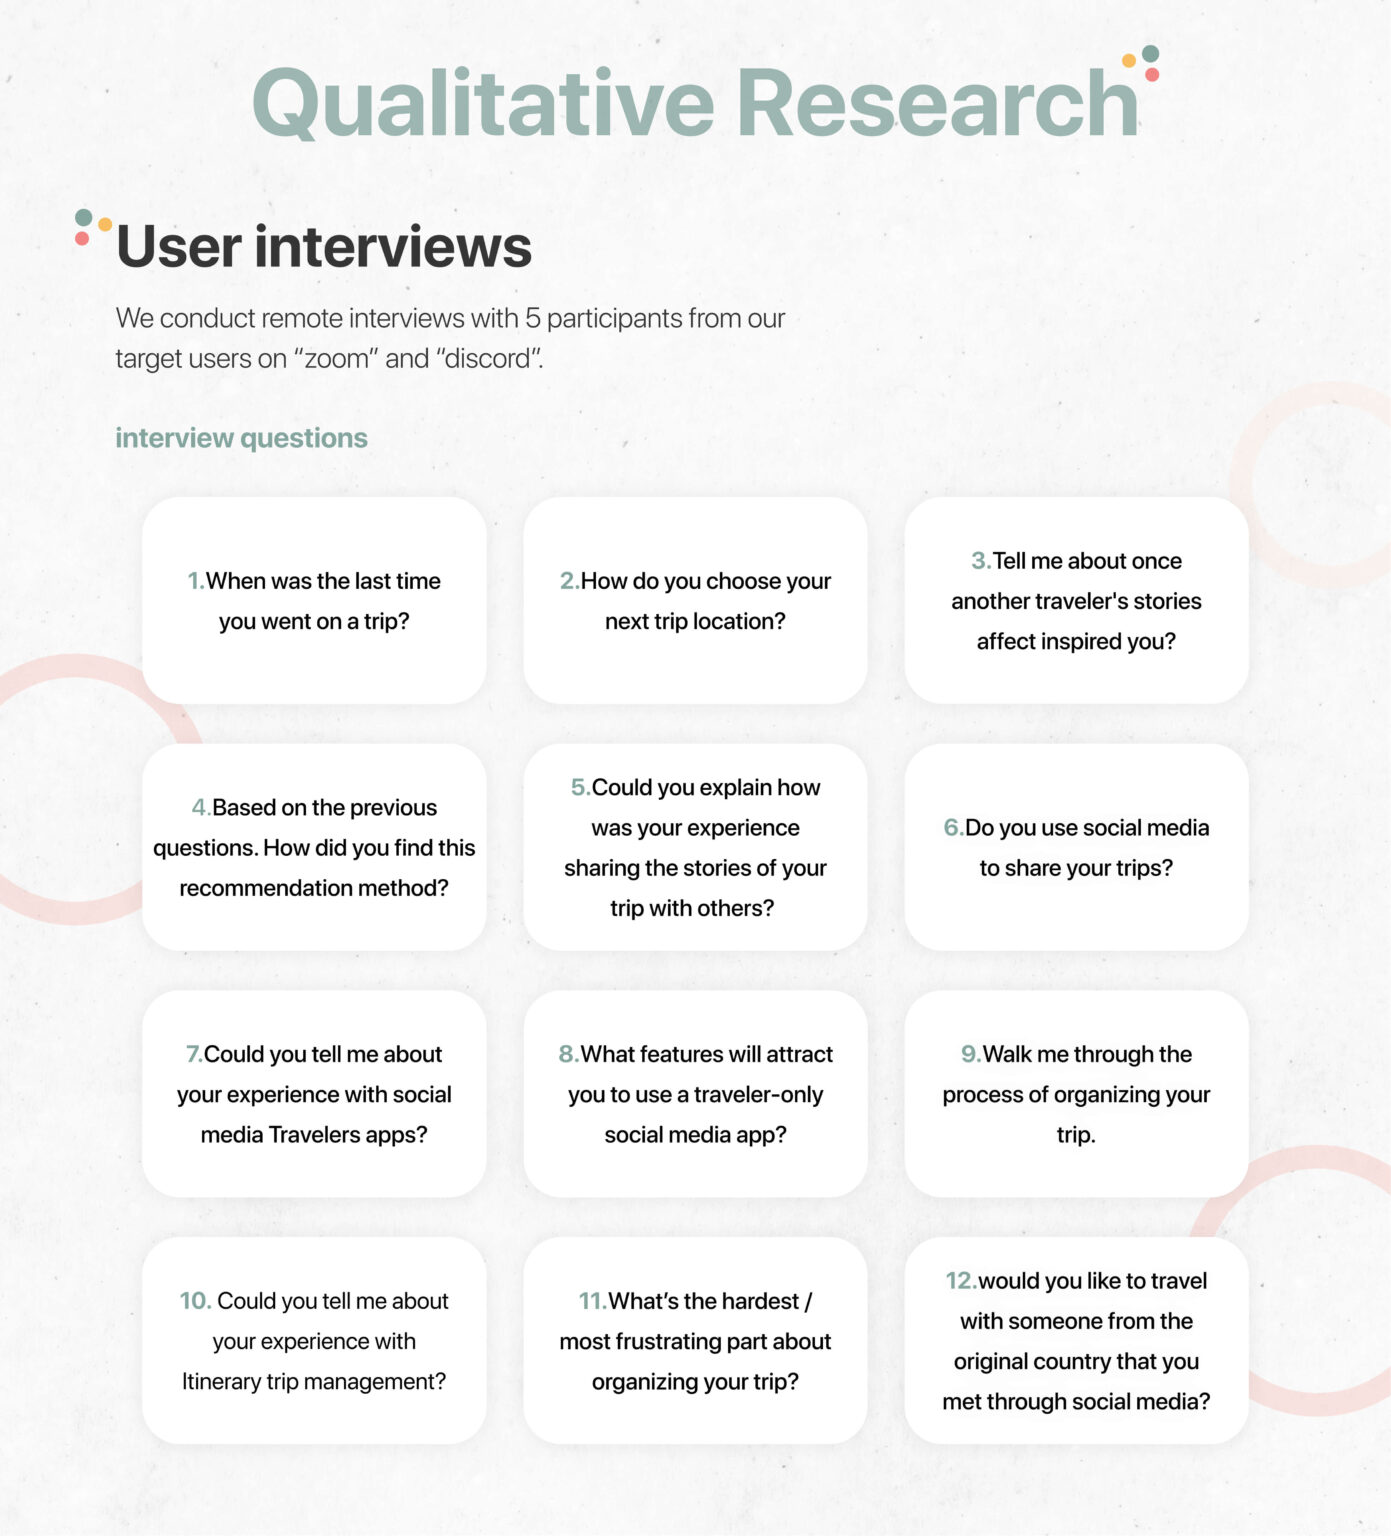 Qualitative Research
User interviews
We conduct remote interviews with 5 participants from our
target users on “zoom” and “discord”.
interview questions
1.When was the last time
you went on a trip?
2.How do you choose your
next trip location?
3.Tell me about once
another traveler's stories
affect inspired you?
4.Based on the previous
questions. How did you find this
recommendation method?
5.Could you explain how
was your experience
sharing the stories of your
trip with others?
6.Do you use social media
to share your trips?
7.Could you tell me about
your experience with social
media Travelers apps?
8.What features will attract
you to use a traveler-only
social media app?
9.Walk me through the
process of organizing your
trip.
10. Could you tell me about
your experience with
Itinerary trip management?
11.What’s the hardest /
most frustrating part about
organizing your trip?
12.would you like to travel
with someone from the
original country that you
met through social media?